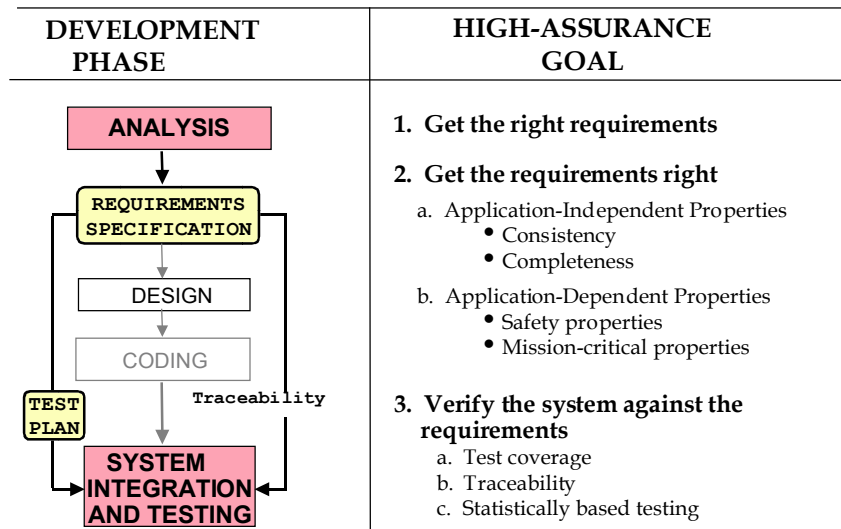 DEVELOPMENT
PHASE
HIGH-ASSURANCE
GOAL
ANALYSIS
REQUIREMENTS
SPECIFICATION
DESIGN
CODING
TEST
PLAN
Traceability
SYSTEM
INTEGRATION
AND TESTING
1. Get the right requirements
2. Get the requirements right
a. Application-Independent Properties
• Consistency
• Completeness
b. Application-Dependent Properties
• Safety properties
• Mission-critical properties
3. Verify the system against the
requirements
a. Test coverage
b. Traceability
c. Statistically based testing